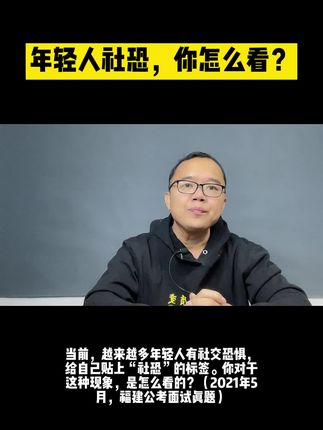 年轻人社恐，你怎么看？
当前，越来越多年轻人有社交恐惧，
给自己贴上“社恐”的标签。你对于
这种现象，是怎么看的？（2021年5
月，福建公考面试真题）